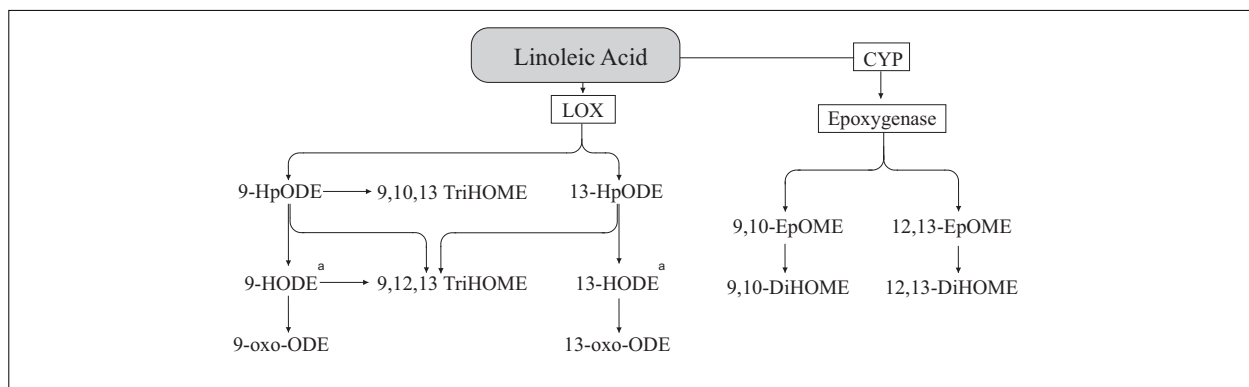 Linoleic Acid
CYP
LOX
Epoxygenase
9-HpODE
9,10,13 TriHOME
13-HpODE
9,10-EpOME
12,13-EpOME
9-HODE a
9,12,13 TriHOME
13-HODE a
9,10-DiHOME
12,13-DiHOME
9-oxo-ODE
13-oxo-ODE